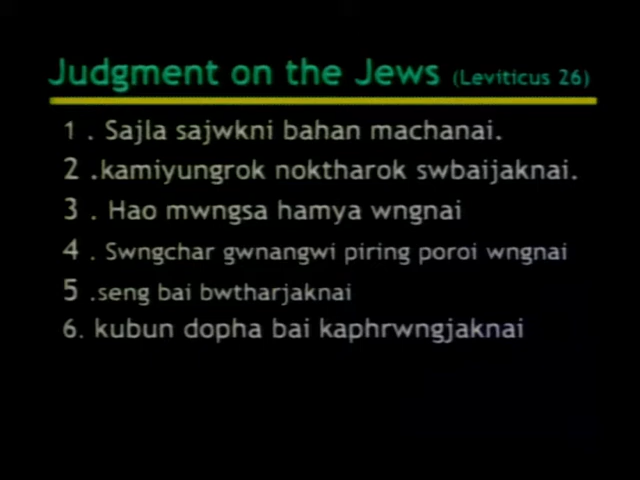 Judgment on the Jews (Leviticus 26)
1 . Sajla sajwkni bahan machanai.
2 .kamiyungrok noktharok swbaijaknai.
3 . Hao mwngsa hamya wngnai
4 . Swngchar gwnangwi piring poroi wngnai
5 .seng bai bwtharjaknai
6. kubun dopha bai kaphrwngjaknai